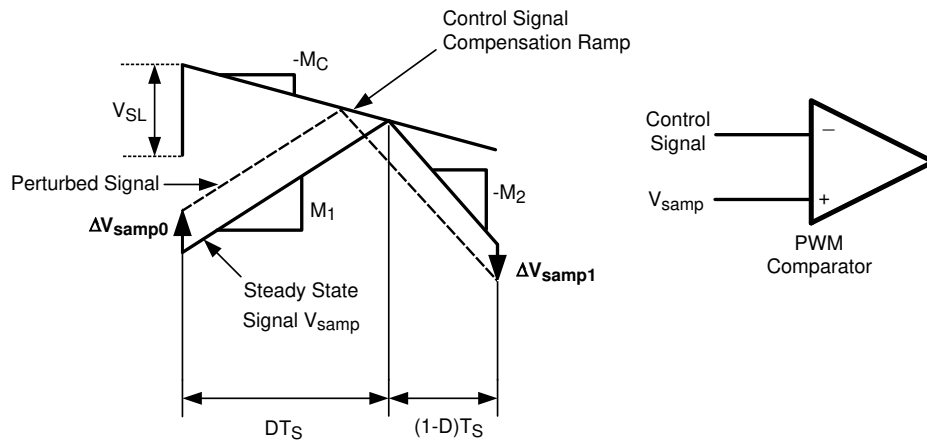 Control Signal
Compensation Ramp
-M_C
V_SL
Control
Signal
−
Perturbed Signal
-M_2
V_samp
+
M_1
ΔV_samp0
PWM
Comparator
ΔV_samp1
Steady State
Signal V_samp
DT_S
(1-D)T_S